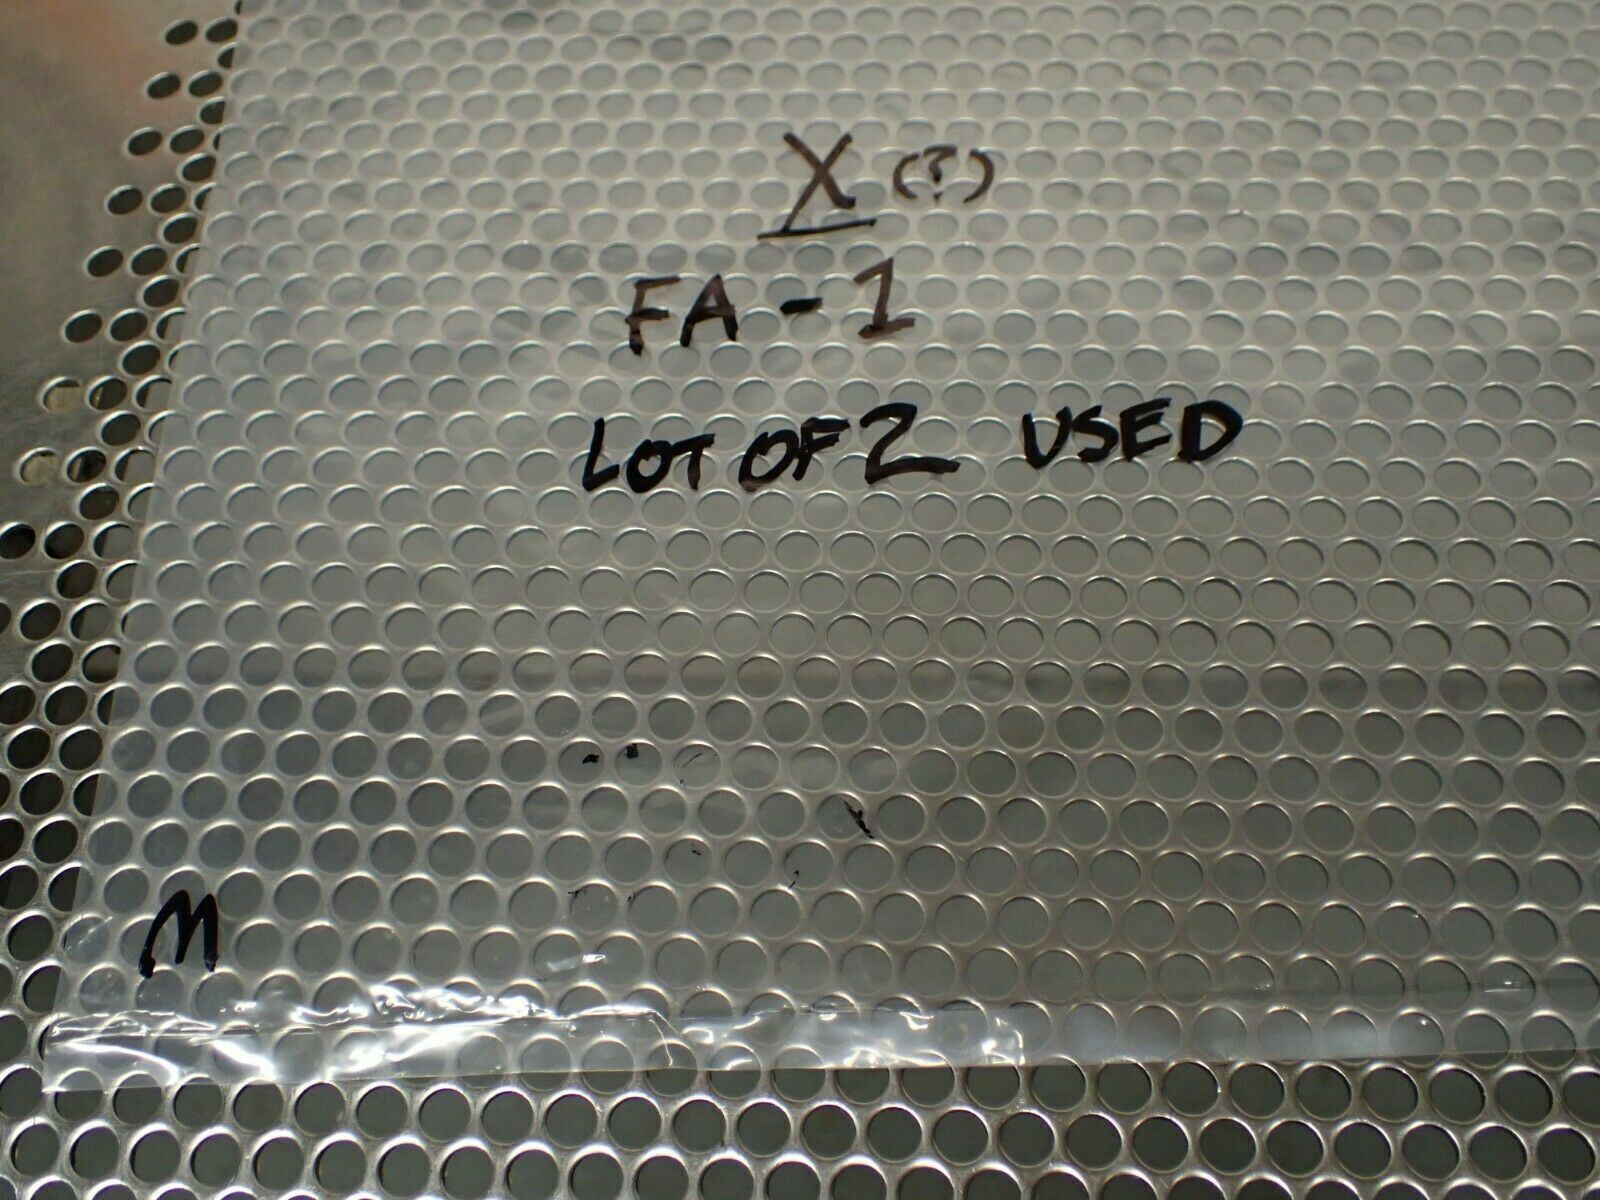 X (?)
FA-1
LOT OF 2 USED
M